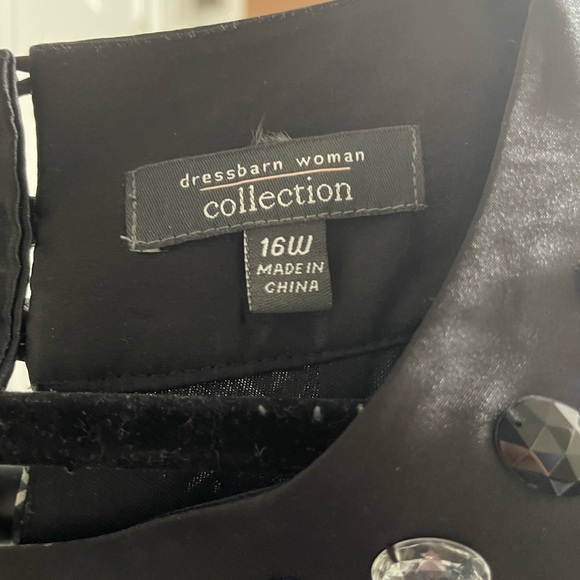 dressbarn woman
collection
16W
MADE IN
CHINA